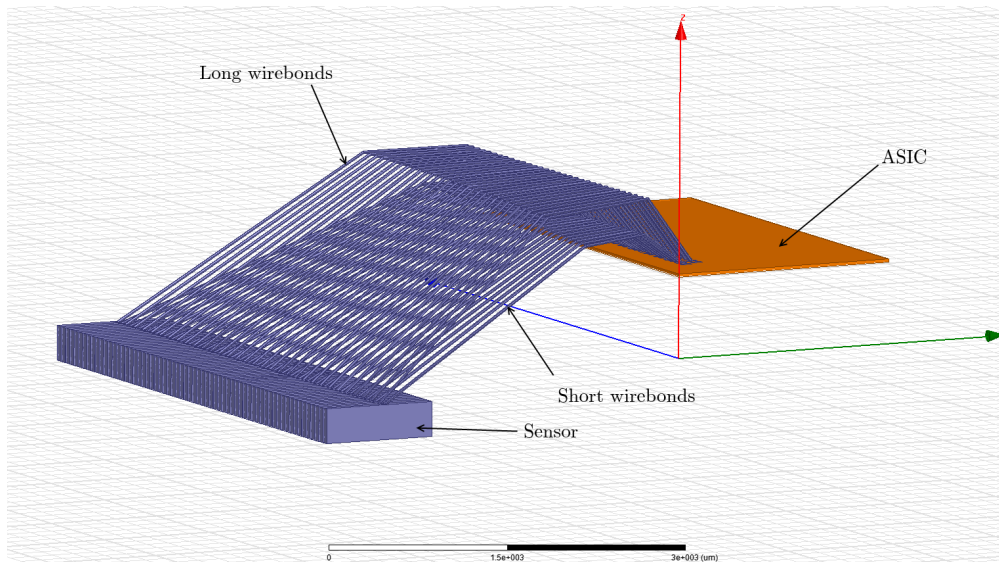 z
Long wirebonds
ASIC
Short wirebonds
Sensor
0
1.5e+003
3e+003 (um)